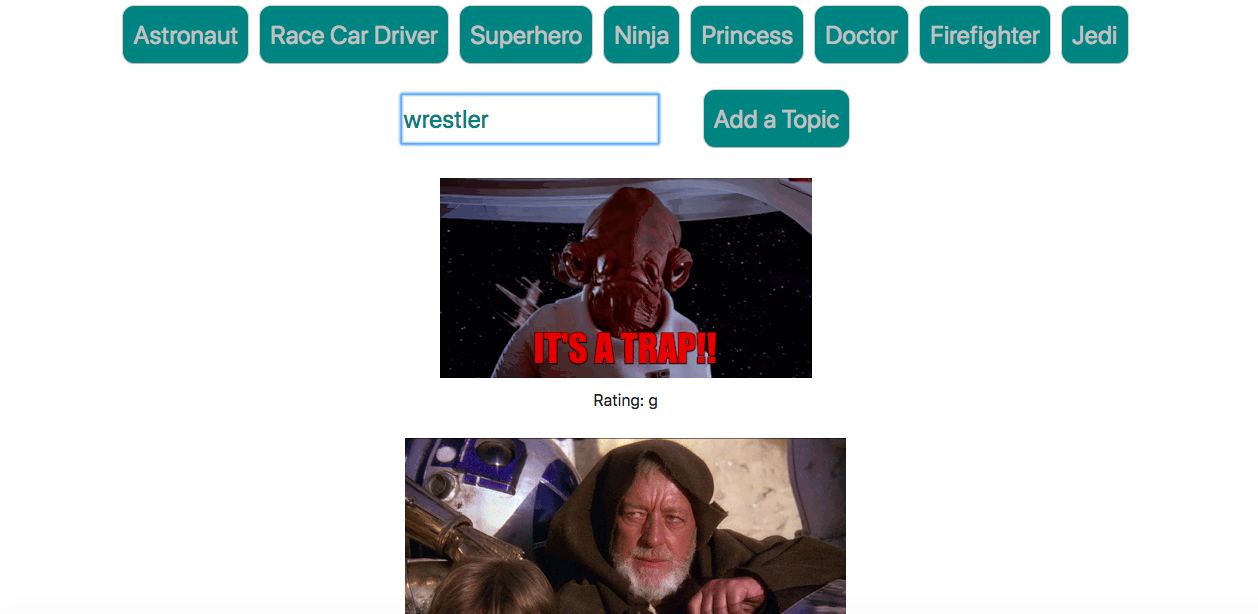 Astronaut Race Car Driver Superhero Ninja Princess Doctor Firefighter Jedi
wrestler Add a Topic
IT'S A TRAP!!
Rating: g